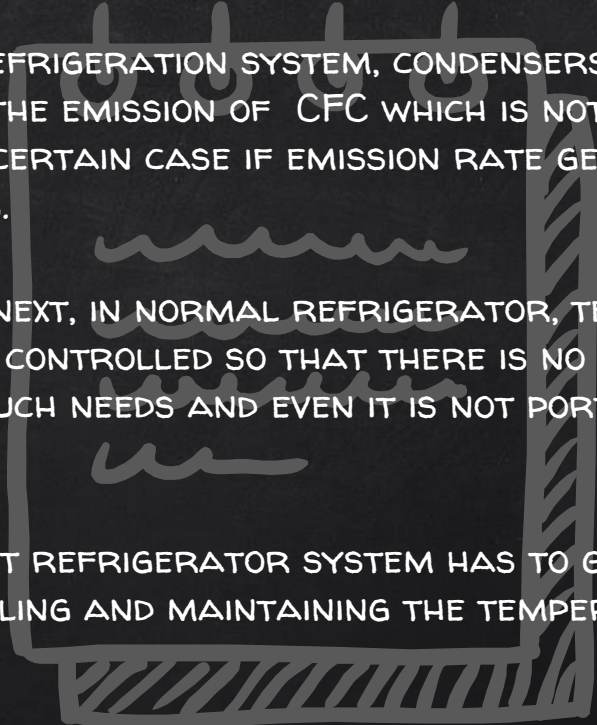 EFRIGERATION SYSTEM, CONDENSERS
THE EMISSION OF CFC WHICH IS NOT
CERTAIN CASE IF EMISSION RATE GE
.
NEXT, IN NORMAL REFRIGERATOR, TE
CONTROLLED SO THAT THERE IS NO
UCH NEEDS AND EVEN IT IS NOT PORT
T REFRIGERATOR SYSTEM HAS TO G
LING AND MAINTAINING THE TEMPER